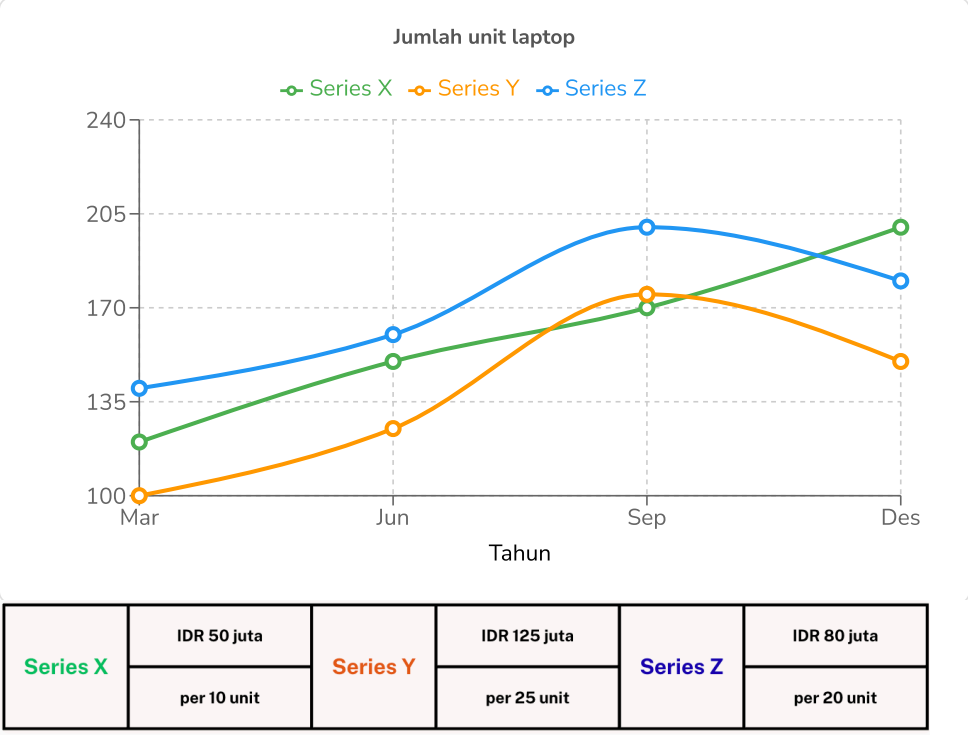 Jumlah unit laptop
Series X Series Y Series Z
240
205
170
135
100
Mar Jun Sep Des
Tahun
Series X
IDR 50 juta
per 10 unit
Series Y
IDR 125 juta
per 25 unit
Series Z
IDR 80 juta
per 20 unit